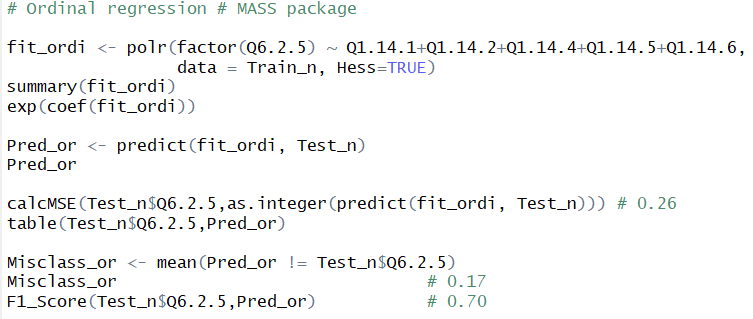 # Ordinal regression # MASS package
fit_ordi <- polr(factor(Q6.2.5) ~ Q1.14.1+Q1.14.2+Q1.14.4+Q1.14.5+Q1.14.6,
data = Train_n, Hess=TRUE)
summary(fit_ordi)
exp(coef(fit_ordi))
Pred_or <- predict(fit_ordi, Test_n)
Pred_or
calcMSE(Test_n$Q6.2.5,as.integer(predict(fit_ordi, Test_n))) # 0.26
table(Test_n$Q6.2.5,Pred_or)
Misclass_or <- mean(Pred_or != Test_n$Q6.2.5)
Misclass_or # 0.17
F1_Score(Test_n$Q6.2.5,Pred_or) # 0.70